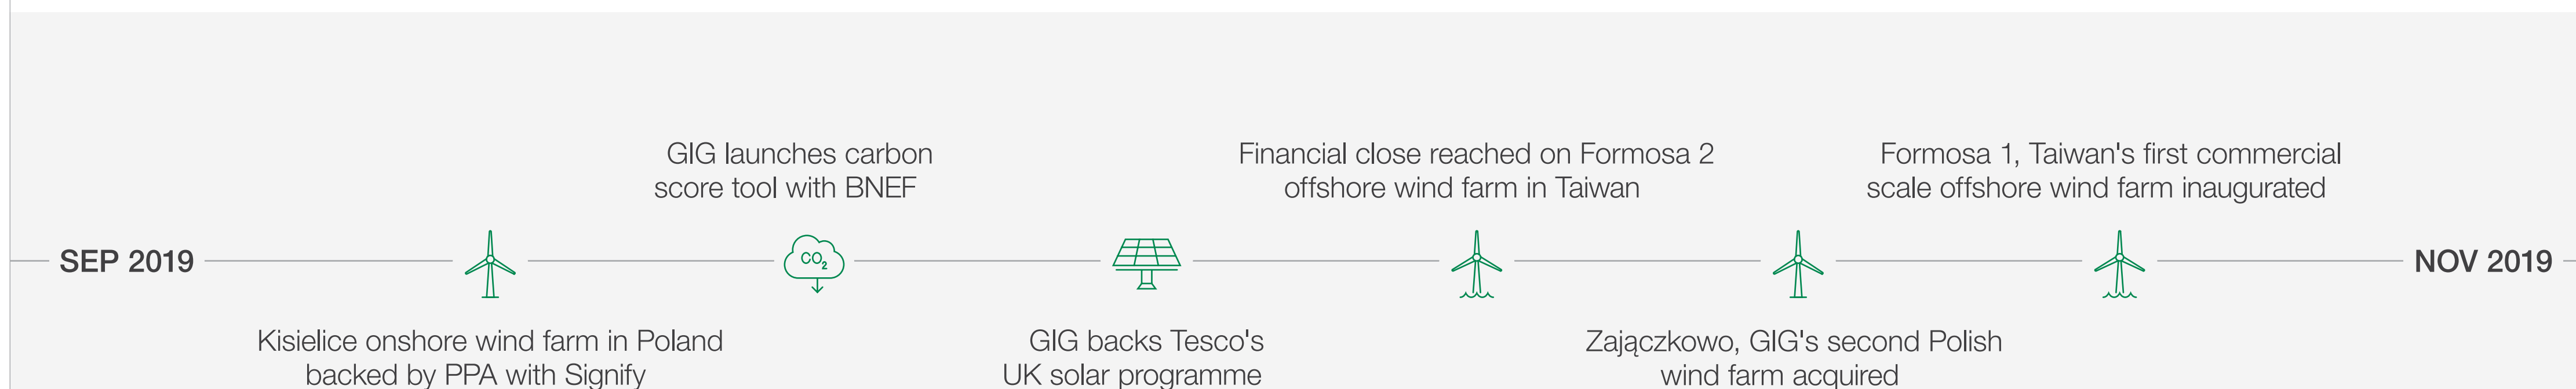 SEP 2019
Kisielice onshore wind farm in Poland
backed by PPA with Signify
GIG launches carbon
score tool with BNEF
CO₂
GIG backs Tesco's
UK solar programme
Financial close reached on Formosa 2
offshore wind farm in Taiwan
Zajączkowo, GIG's second Polish
wind farm acquired
Formosa 1, Taiwan's first commercial
scale offshore wind farm inaugurated
NOV 2019